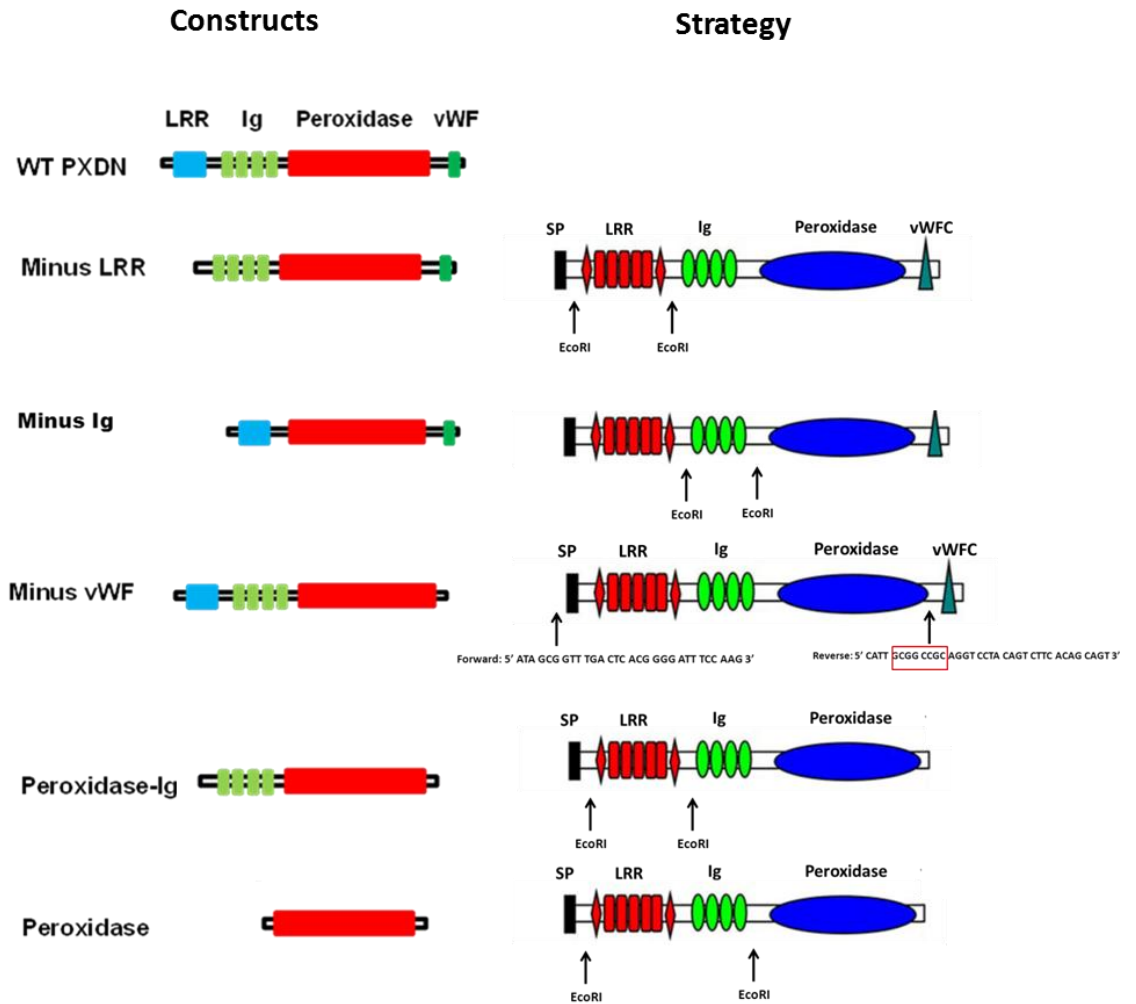 Constructs
Strategy
LRR Ig Peroxidase vWF
WT PXDN
SP LRR Ig Peroxidase vWFC
Minus LRR
EcoRI EcoRI
Minus Ig
EcoRI EcoRI
SP LRR Ig Peroxidase vWFC
Minus vWF
Forward: 5’ ATA GCG GTT TGA CTC ACG GGG ATT TCC AAG 3’
Reverse: 5’ CATT GCGG CCGC AGGT CCTA CAGT CTTC ACAG CAGT 3’
SP LRR Ig Peroxidase
Peroxidase-Ig
EcoRI EcoRI
SP LRR Ig Peroxidase
Peroxidase
EcoRI EcoRI